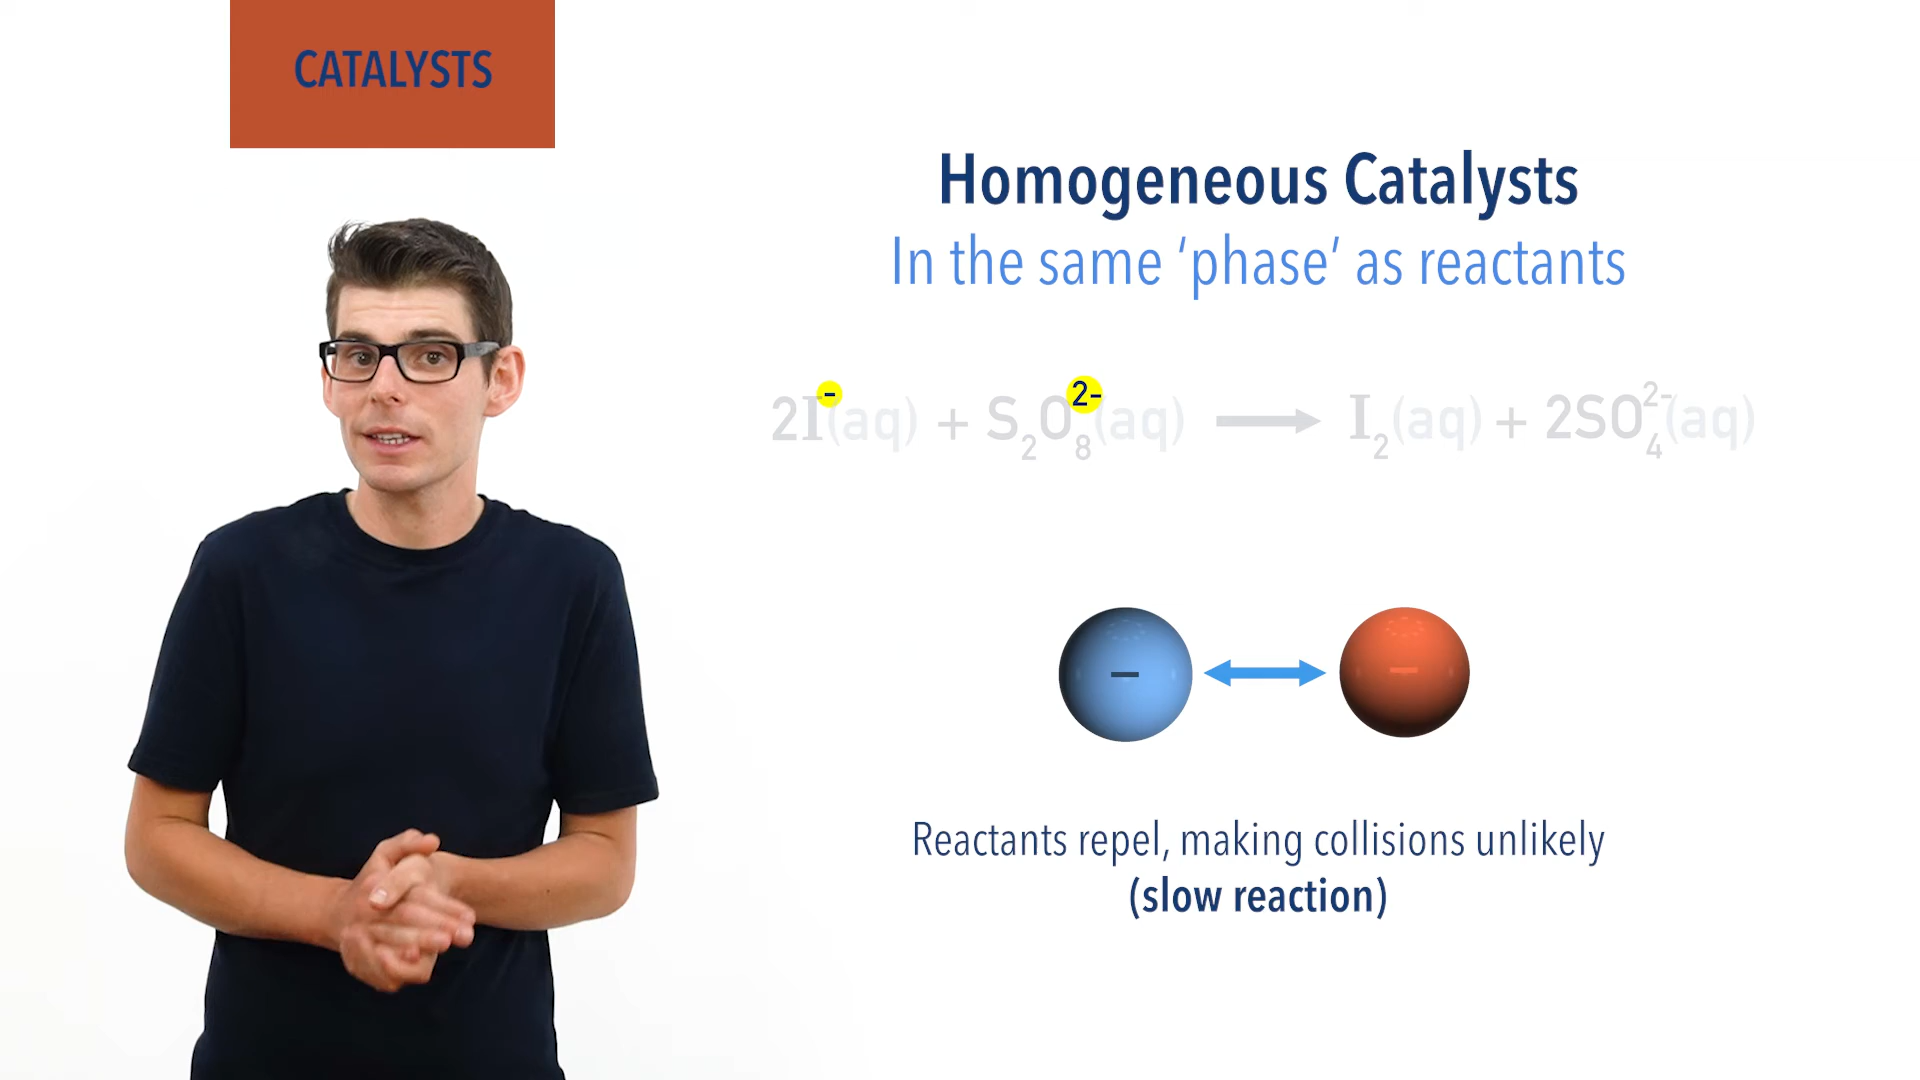 CATALYSTS
Homogeneous Catalysts
In the same ‘phase’ as reactants
2I⁻(aq) + S₂O₈²⁻(aq) ⟶ I₂(aq) + 2SO₄²⁻(aq)
– –
Reactants repel, making collisions unlikely
(slow reaction)